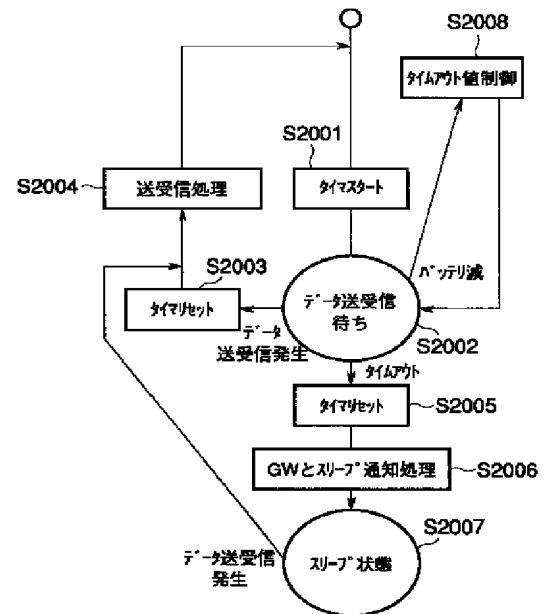 S2008
ﾀｲﾑｱｳﾄ値制御
S2001
S2004
送受信処理
ﾀｲﾏｽﾀｰﾄ
S2003
ﾊﾞｯﾃﾘ減
ﾀｲﾏﾘｾｯﾄ
ﾃﾞｰﾀ送受信
待ち
ﾃﾞｰﾀ
送受信発生
S2002
ﾀｲﾑｱｳﾄ
ﾀｲﾏﾘｾｯﾄ
S2005
GWとｽﾘｰﾌﾟ通知処理
S2006
S2007
ﾃﾞｰﾀ送受信
発生
ｽﾘｰﾌﾟ状態